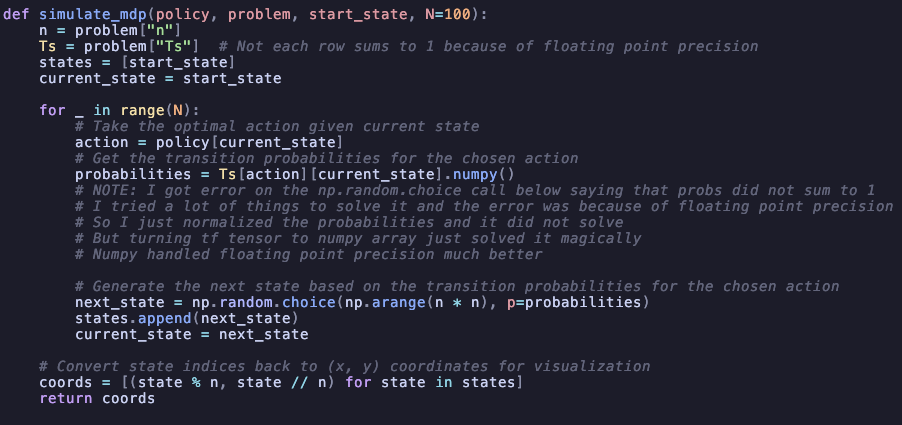 def simulate_mdp(policy, problem, start_state, N=100):
    n = problem["n"]
    Ts = problem["Ts"]  # Not each row sums to 1 because of floating point precision
    states = [start_state]
    current_state = start_state

    for _ in range(N):
        # Take the optimal action given current state
        action = policy[current_state]
        # Get the transition probabilities for the chosen action
        probabilities = Ts[action][current_state].numpy()
        # NOTE: I got error on the np.random.choice call below saying that probs did not sum to 1
        # I tried a lot of things to solve it and the error was because of floating point precision
        # So I just normalized the probabilities and it did not solve
        # But turning tf tensor to numpy array just solved it magically
        # Numpy handled floating point precision much better

        # Generate the next state based on the transition probabilities for the chosen action
        next_state = np.random.choice(np.arange(n * n), p=probabilities)
        states.append(next_state)
        current_state = next_state

    # Convert state indices back to (x, y) coordinates for visualization
    coords = [(state % n, state // n) for state in states]
    return coords